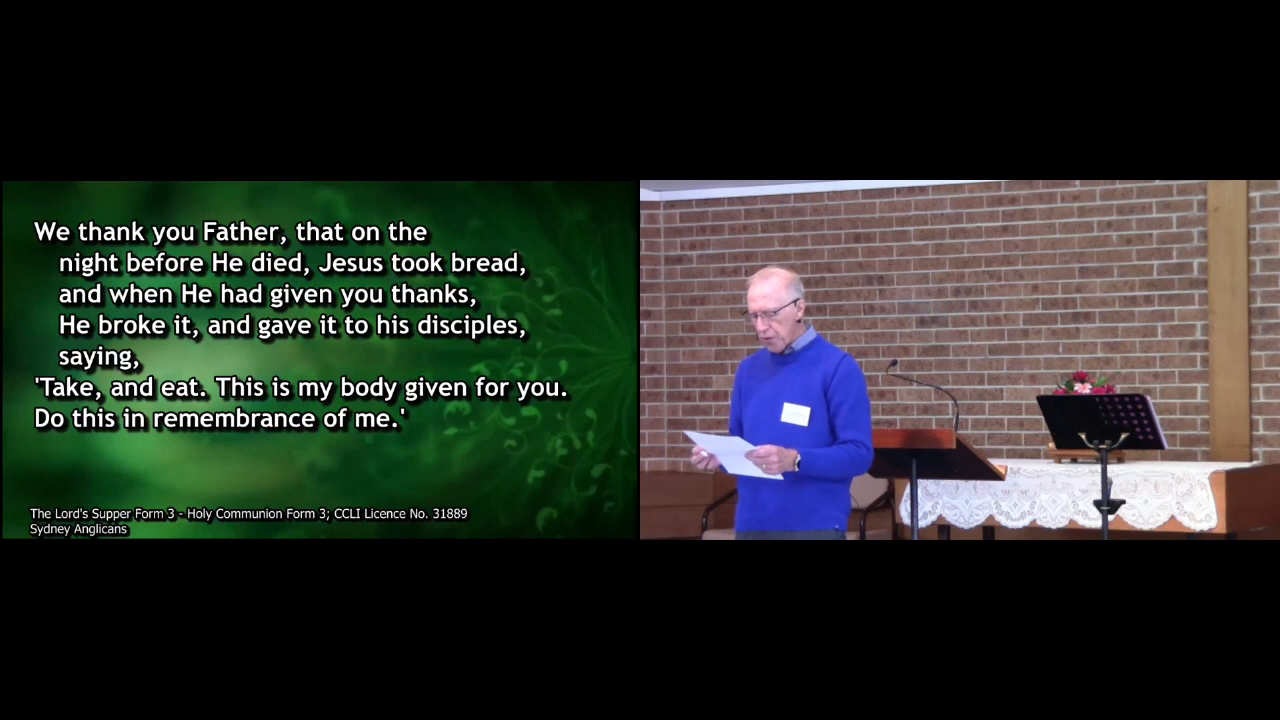 We thank you Father, that on the
night before He died, Jesus took bread,
and when He had given you thanks,
He broke it, and gave it to his disciples,
saying,
'Take, and eat. This is my body given for you.
Do this in remembrance of me.'
The Lord's Supper Form 3 - Holy Communion Form 3; CCLI Licence No. 31889
Sydney Anglicans